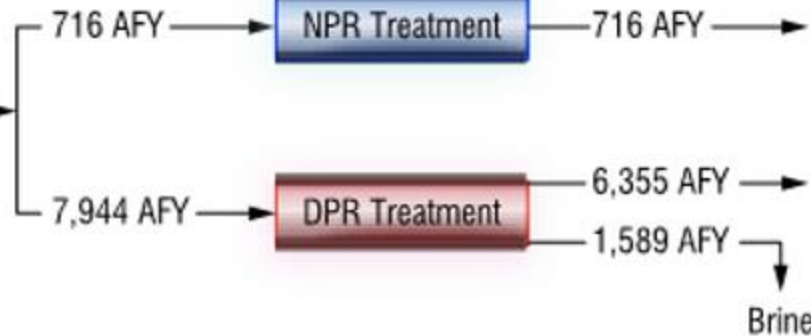 716 AFY NPR Treatment 716 AFY
6,355 AFY
7,944 AFY DPR Treatment
1,589 AFY
Brine